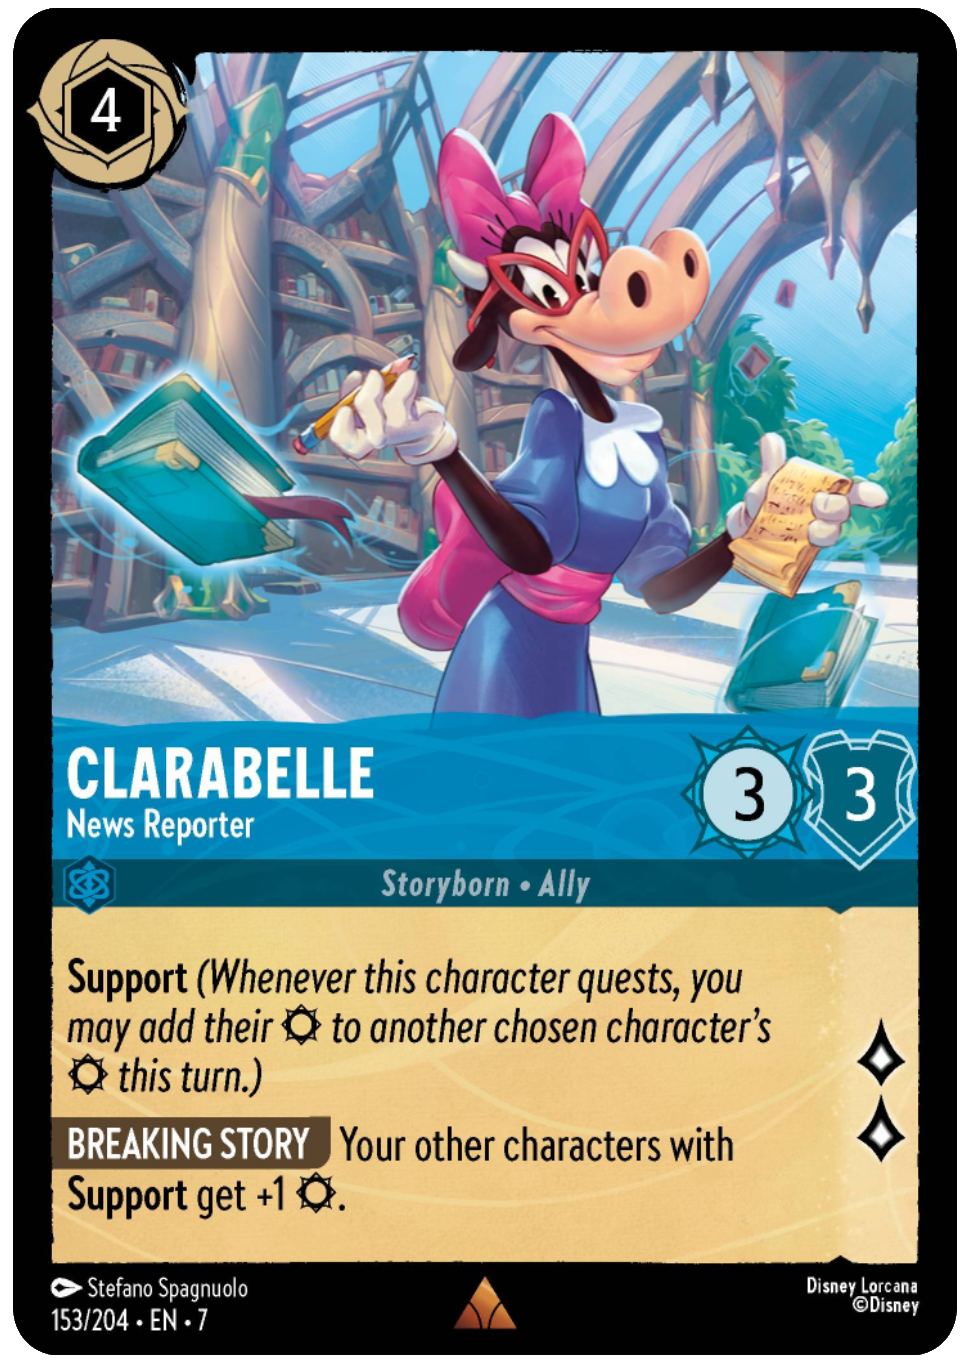 4
CLARABELLE
News Reporter
3
3
Storyborn • Ally
Support (Whenever this character quests, you
may add their to another chosen character's
this turn.)
BREAKING STORY Your other characters with
Support get +1 .
Stefano Spagnuolo
153/204 • EN • 7
Disney Lorcana
©Disney